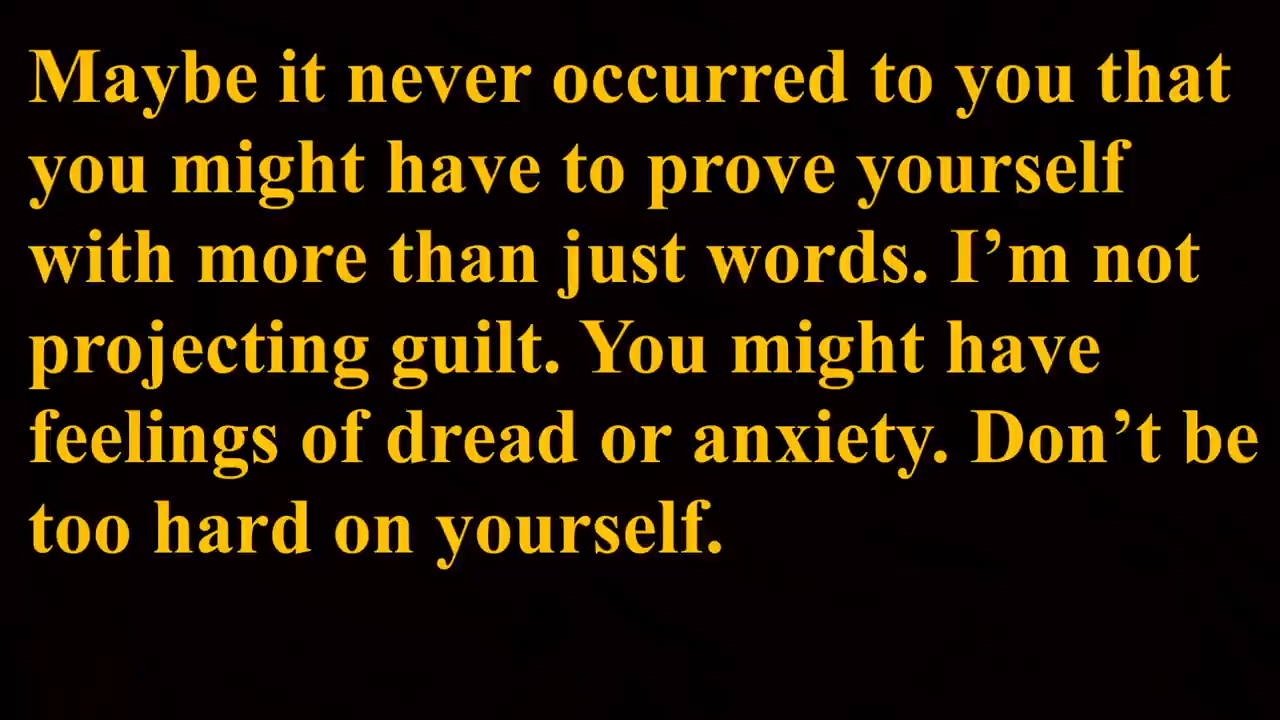 Maybe it never occurred to you that
you might have to prove yourself
with more than just words. I’m not
projecting guilt. You might have
feelings of dread or anxiety. Don’t be
too hard on yourself.